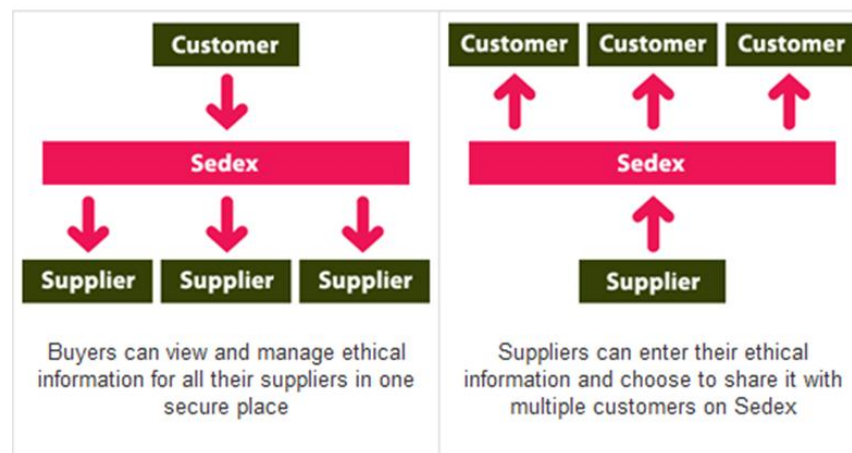 Customer
Sedex
Supplier Supplier Supplier
Buyers can view and manage ethical
information for all their suppliers in one
secure place
Customer Customer Customer
Sedex
Supplier
Suppliers can enter their ethical
information and choose to share it with
multiple customers on Sedex